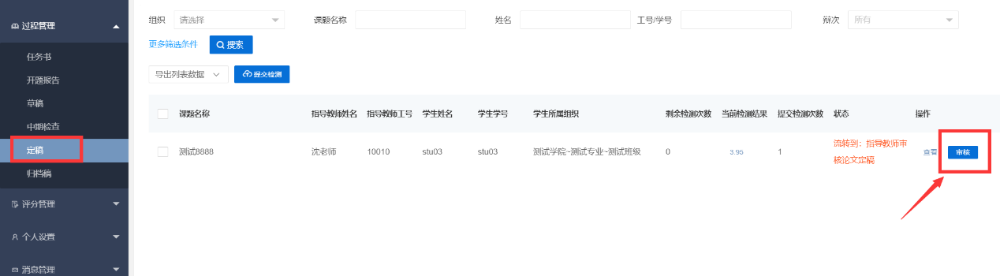 过程管理
任务书
开题报告
草稿
中期检查
定稿
归档稿
评分管理
个人设置
消息管理
组织 请选择 课题名称 姓名 工号/学号 辩次 所有
更多筛选条件 搜索
导出列表数据 提交检测
课题名称 指导教师姓名 指导教师工号 学生姓名 学生学号 学生所属组织 剩余检测次数 当前检测结果 提交检测次数 状态 操作
测试8888 沈老师 10010 stu03 stu03 测试学院~测试专业~测试班级 0 3.95 1 流转到：指导教师审 查看 审核
核论文定稿